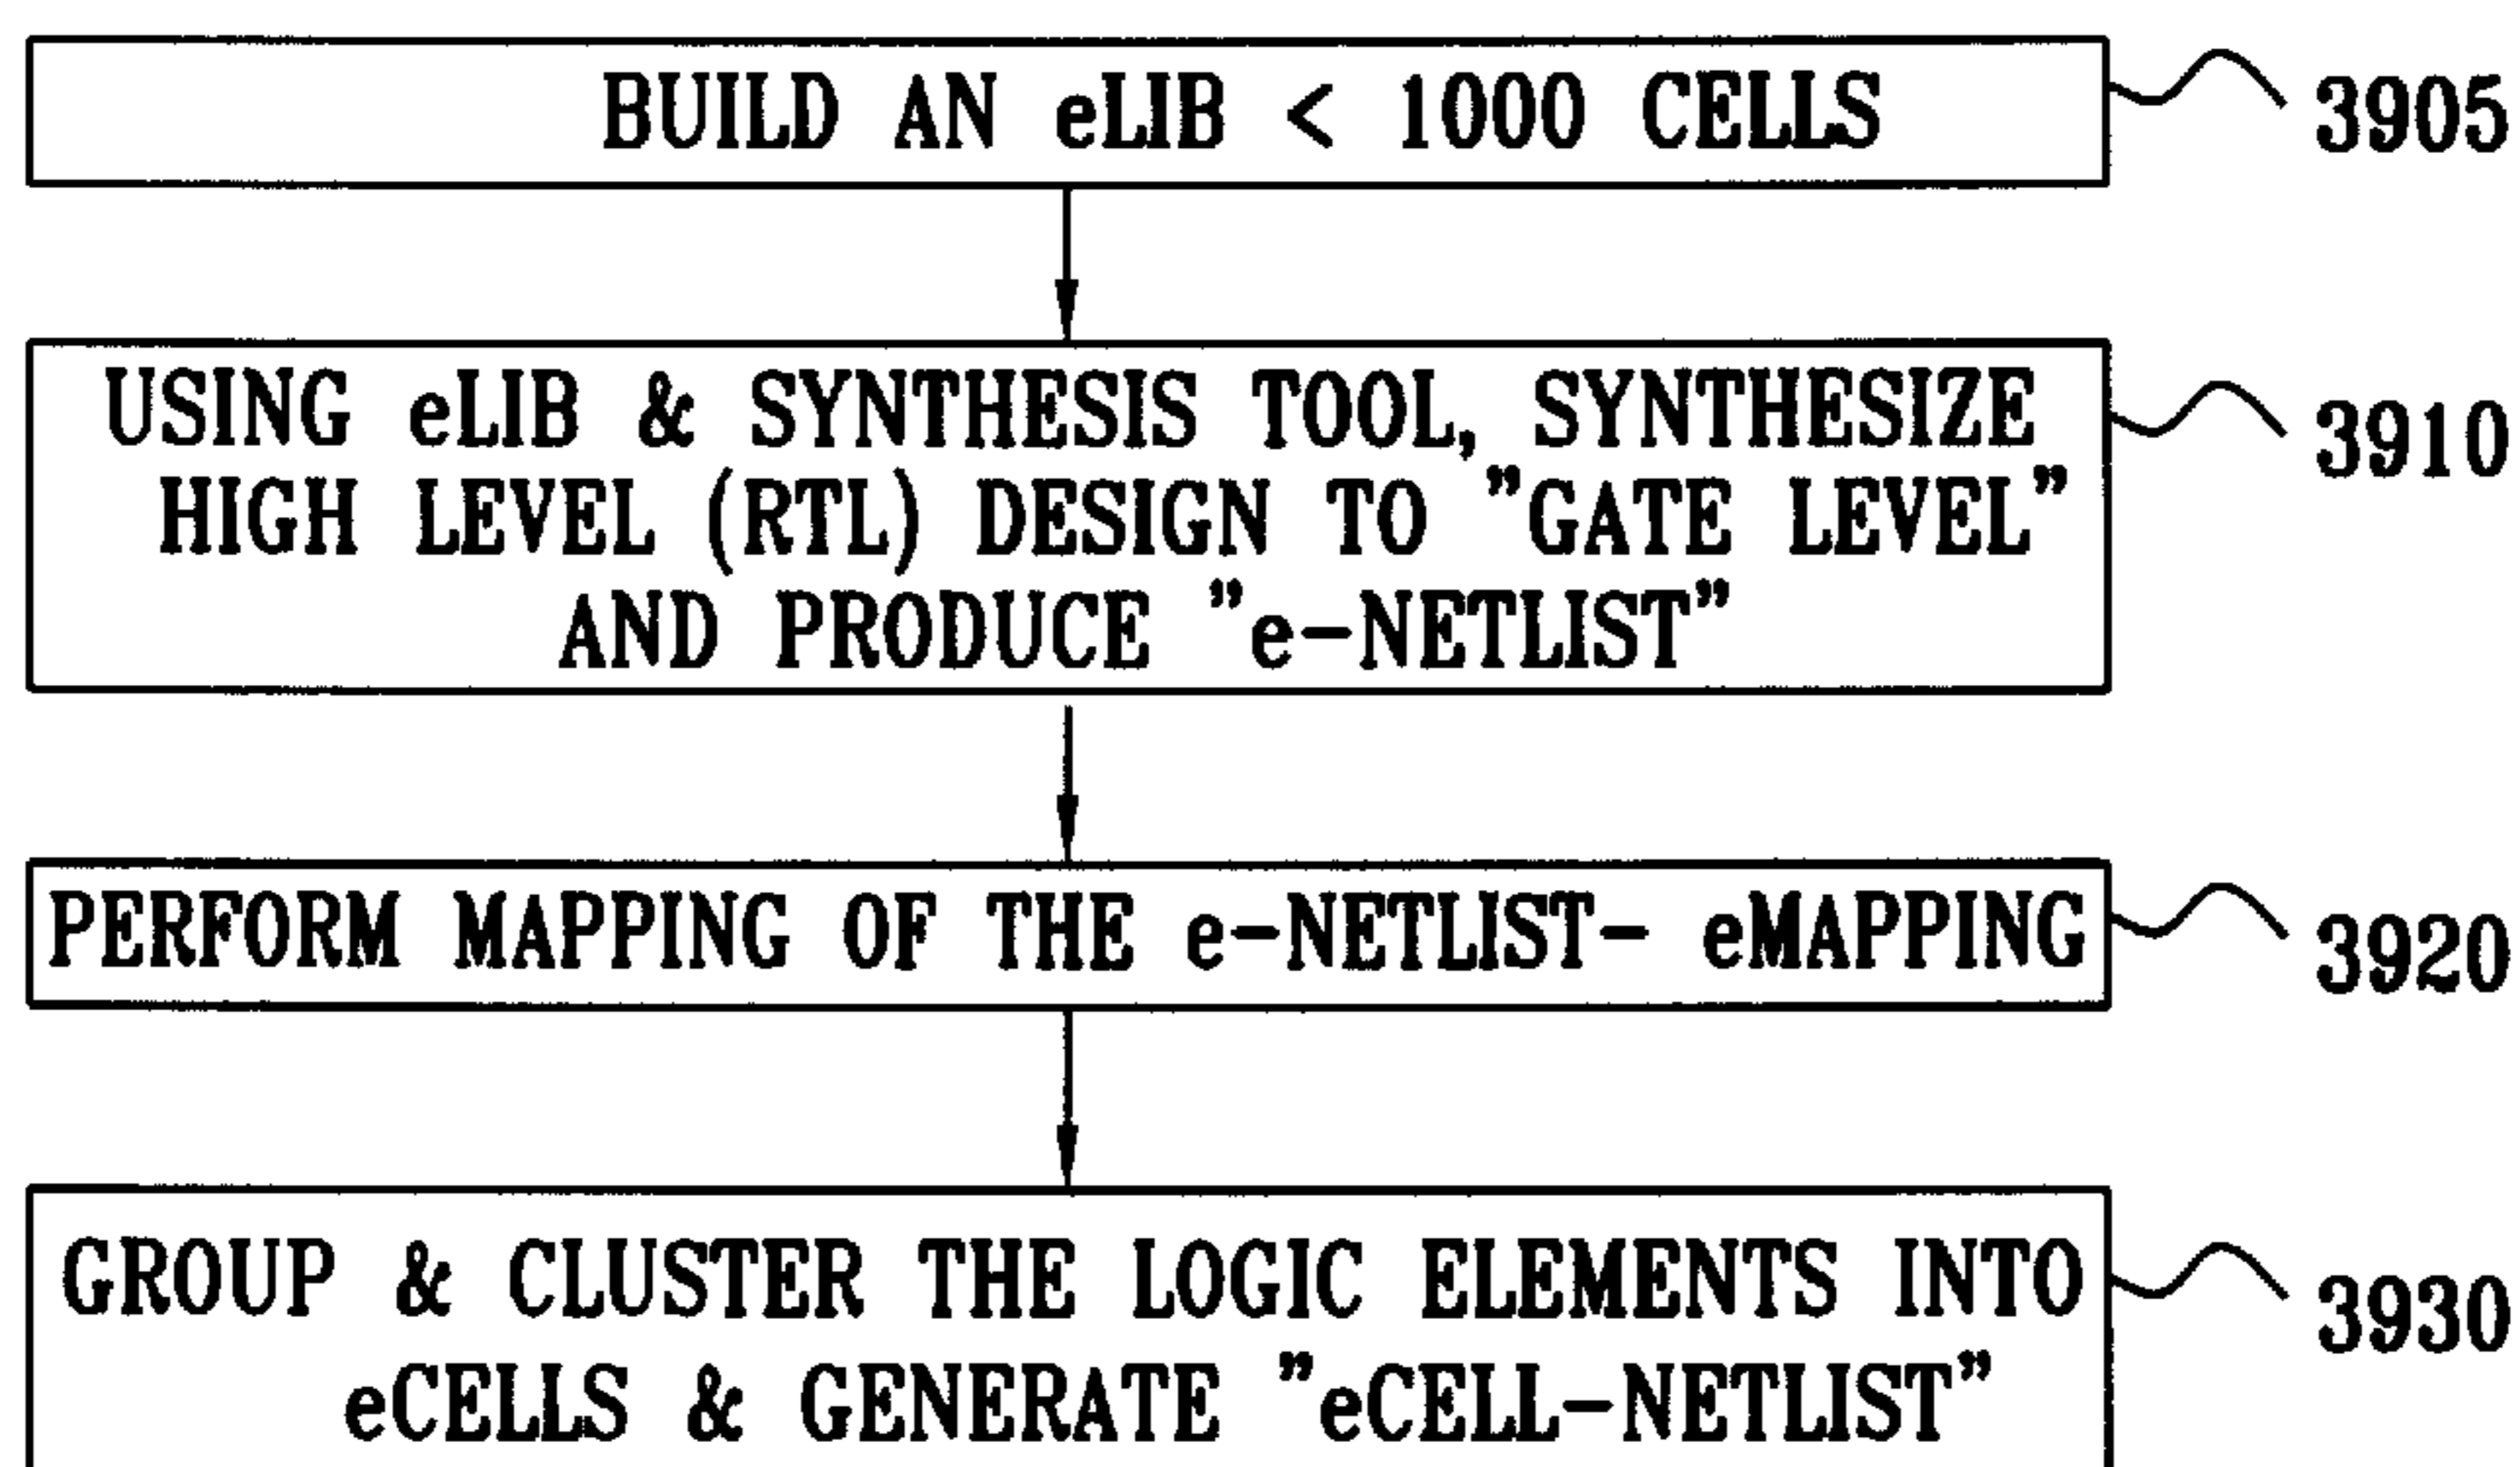 BUILD AN eLIB < 1000 CELLS
3905
USING eLIB & SYNTHESIS TOOL, SYNTHESIZE
HIGH LEVEL (RTL) DESIGN TO "GATE LEVEL"
AND PRODUCE "e-NETLIST"
3910
PERFORM MAPPING OF THE e-NETLIST- eMAPPING
3920
GROUP & CLUSTER THE LOGIC ELEMENTS INTO
eCELLS & GENERATE "eCELL-NETLIST"
3930